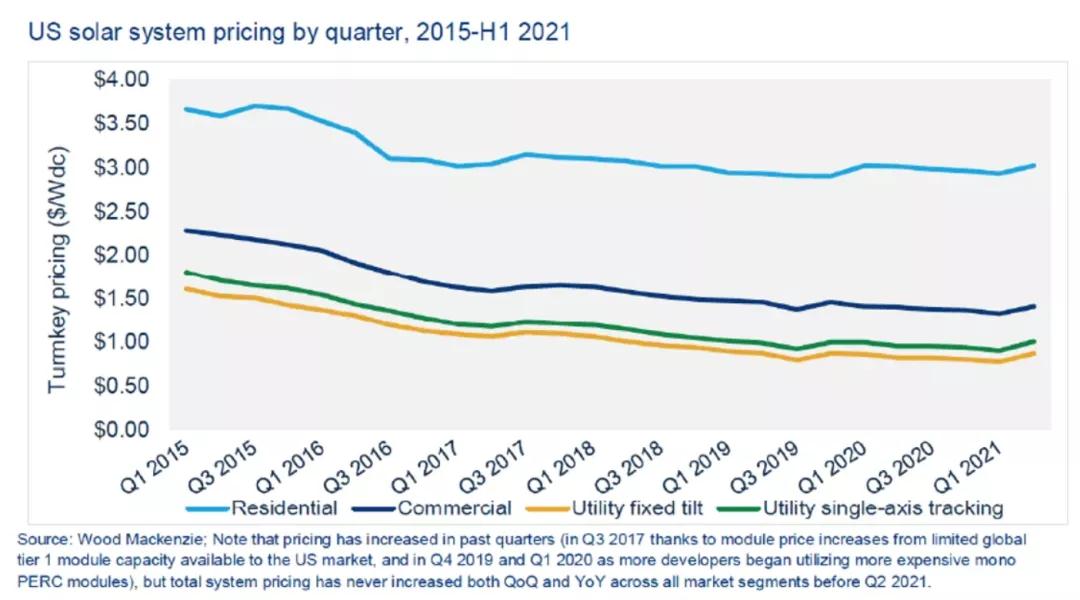 US solar system pricing by quarter, 2015-H1 2021
$4.00
$3.50
$3.00
$2.50
$2.00
$1.50
$1.00
$0.50
$0.00
Turnkey pricing ($/Wdc)
Q1 2015
Q3 2015
Q1 2016
Q3 2016
Q1 2017
Q3 2017
Q1 2018
Q3 2018
Q1 2019
Q3 2019
Q1 2020
Q3 2020
Q1 2021
Residential Commercial Utility fixed tilt Utility single-axis tracking
Source: Wood Mackenzie; Note that pricing has increased in past quarters (in Q3 2017 thanks to module price increases from limited global
tier 1 module capacity available to the US market, and in Q4 2019 and Q1 2020 as more developers began utilizing more expensive mono
PERC modules), but total system pricing has never increased both QoQ and YoY across all market segments before Q2 2021.